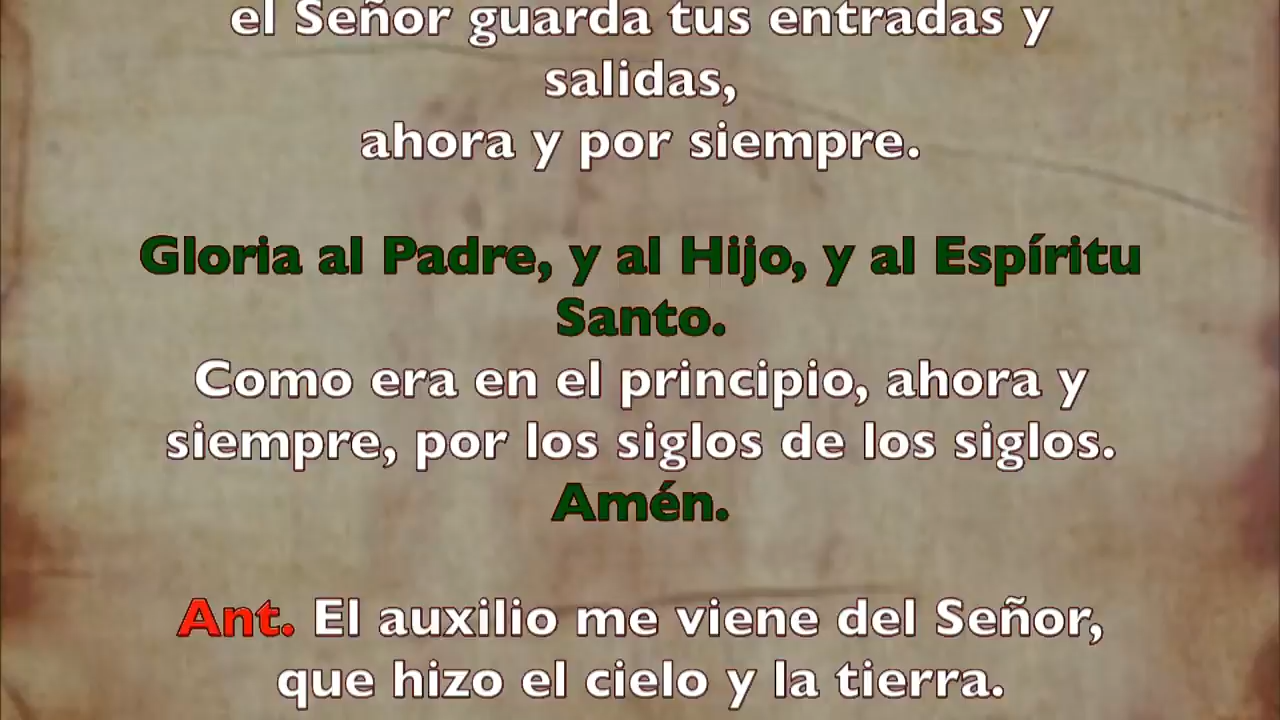 el Señor guarda tus entradas y
salidas,
ahora y por siempre.
Gloria al Padre, y al Hijo, y al Espíritu
Santo.
Como era en el principio, ahora y
siempre, por los siglos de los siglos.
Amén.
Ant. El auxilio me viene del Señor,
que hizo el cielo y la tierra.